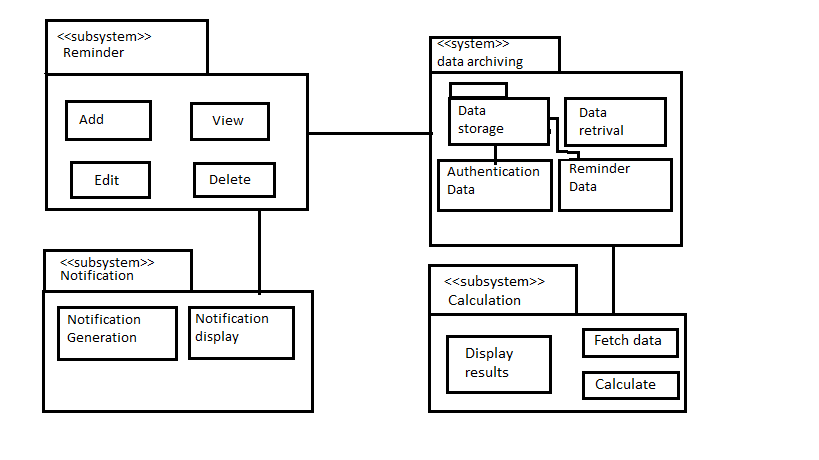 <<subsystem>>
Reminder
Add
View
Edit
Delete
<<system>>
data archiving
Data
storage
Data
retrival
Authentication
Data
Reminder
Data
<<subsystem>>
Notification
Notification
Generation
Notification
display
<<subsystem>>
Calculation
Display
results
Fetch data
Calculate